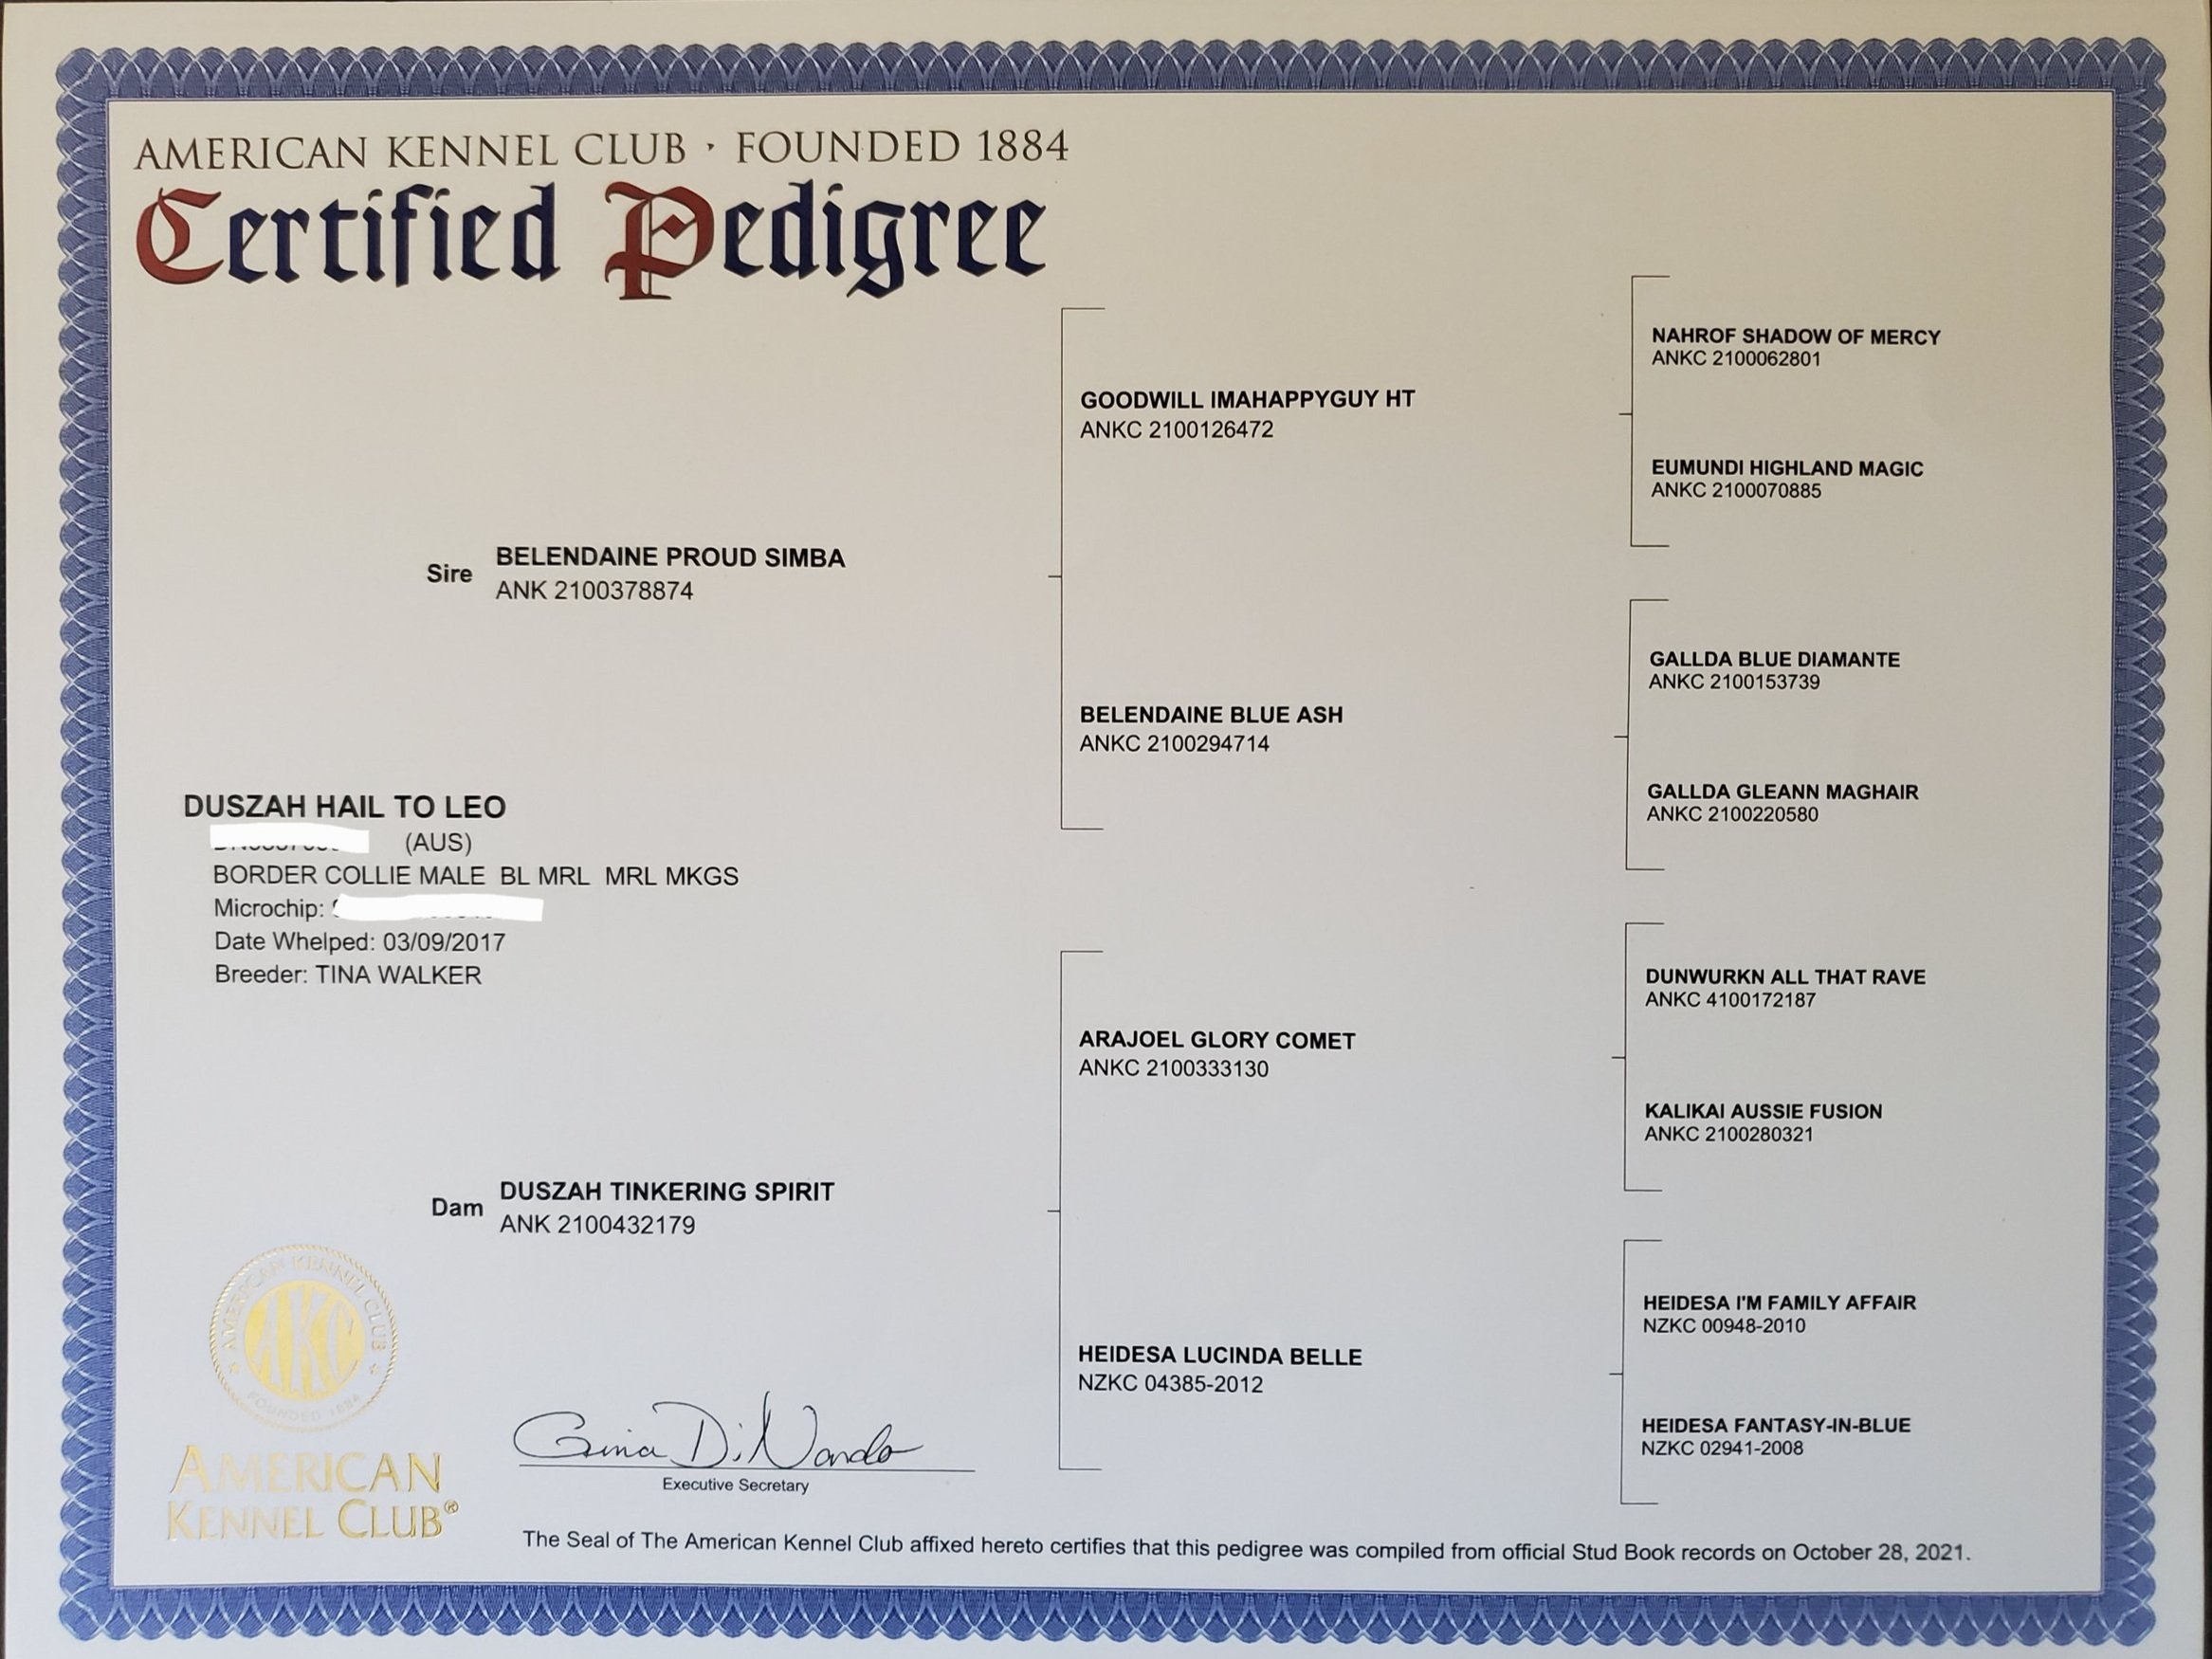 AMERICAN KENNEL CLUB · FOUNDED 1884
Certified Pedigree
NAHROF SHADOW OF MERCY
ANKC 2100062801
GOODWILL IMAHAPPYGUY HT
ANKC 2100126472
EUMUNDI HIGHLAND MAGIC
ANKC 2100070885
Sire
BELENDAINE PROUD SIMBA
ANK 2100378874
GALLDA BLUE DIAMANTE
ANKC 2100153739
BELENDAINE BLUE ASH
ANKC 2100294714
GALLDA GLEANN MAGHAIR
ANKC 2100220580
DUSZAH HAIL TO LEO
(AUS)
BORDER COLLIE MALE BL MRL MRL MKGS
Microchip:
Date Whelped: 03/09/2017
Breeder: TINA WALKER
DUNWURKN ALL THAT RAVE
ANKC 4100172187
ARAJOEL GLORY COMET
ANKC 2100333130
KALIKAI AUSSIE FUSION
ANKC 2100280321
Dam
DUSZAH TINKERING SPIRIT
ANK 2100432179
HEIDESA I'M FAMILY AFFAIR
NZKC 00948-2010
HEIDESA LUCINDA BELLE
NZKC 04385-2012
HEIDESA FANTASY-IN-BLUE
NZKC 02941-2008
AMERICAN KENNEL CLUB
AKC
FOUNDED 1884
AMERICAN
KENNEL CLUB®
Gina DiNardo
Executive Secretary
The Seal of The American Kennel Club affixed hereto certifies that this pedigree was compiled from official Stud Book records on October 28, 2021.